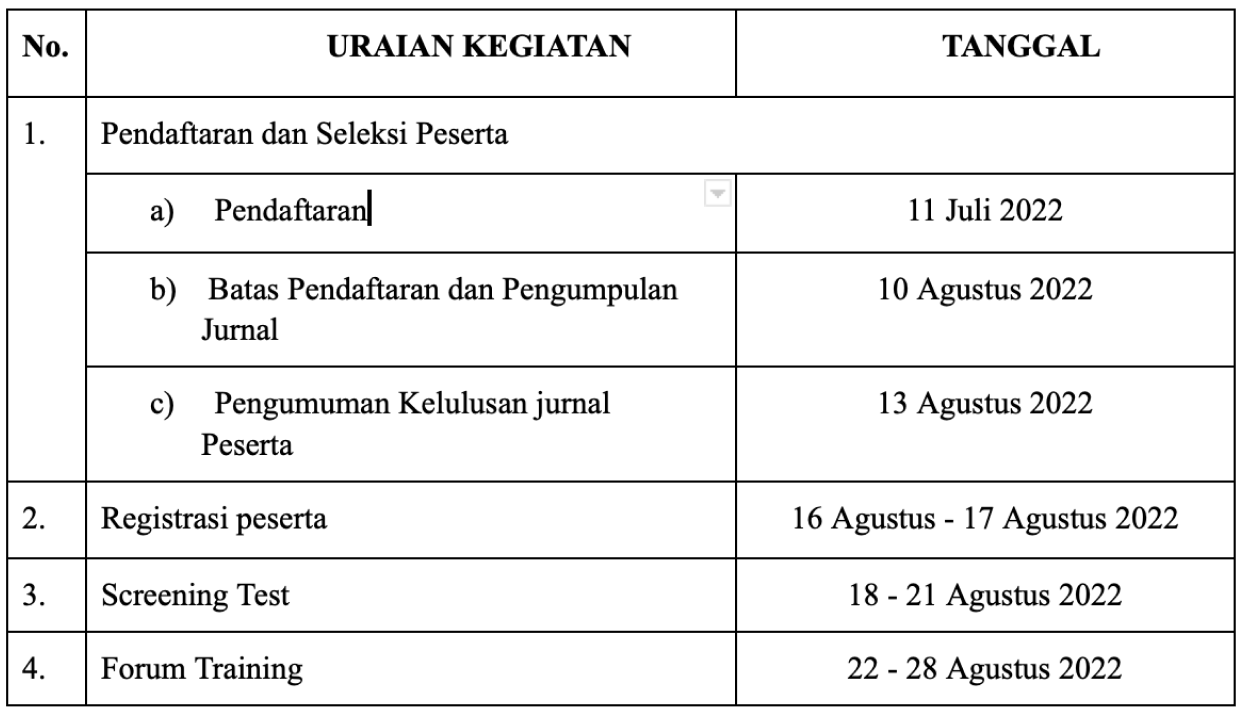 No. URAIAN KEGIATAN TANGGAL
1. Pendaftaran dan Seleksi Peserta
a) Pendaftaran 11 Juli 2022
b) Batas Pendaftaran dan Pengumpulan 10 Agustus 2022
Jurnal
c) Pengumuman Kelulusan jurnal 13 Agustus 2022
Peserta
2. Registrasi peserta 16 Agustus - 17 Agustus 2022
3. Screening Test 18 - 21 Agustus 2022
4. Forum Training 22 - 28 Agustus 2022